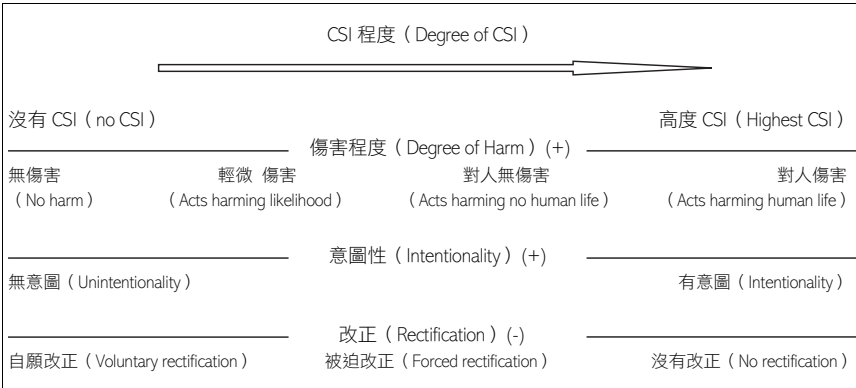 CSI 程度（Degree of CSI）
沒有 CSI（no CSI） 高度 CSI（Highest CSI）
傷害程度（Degree of Harm）(+)
無傷害 輕微 傷害 對人無傷害 對人傷害
（No harm） （Acts harming likelihood） （Acts harming no human life） （Acts harming human life）
意圖性（Intentionality）(+)
無意圖（Unintentionality） 有意圖（Intentionality）
改正（Rectification）(-)
自願改正（Voluntary rectification） 被迫改正（Forced rectification） 沒有改正（No rectification）